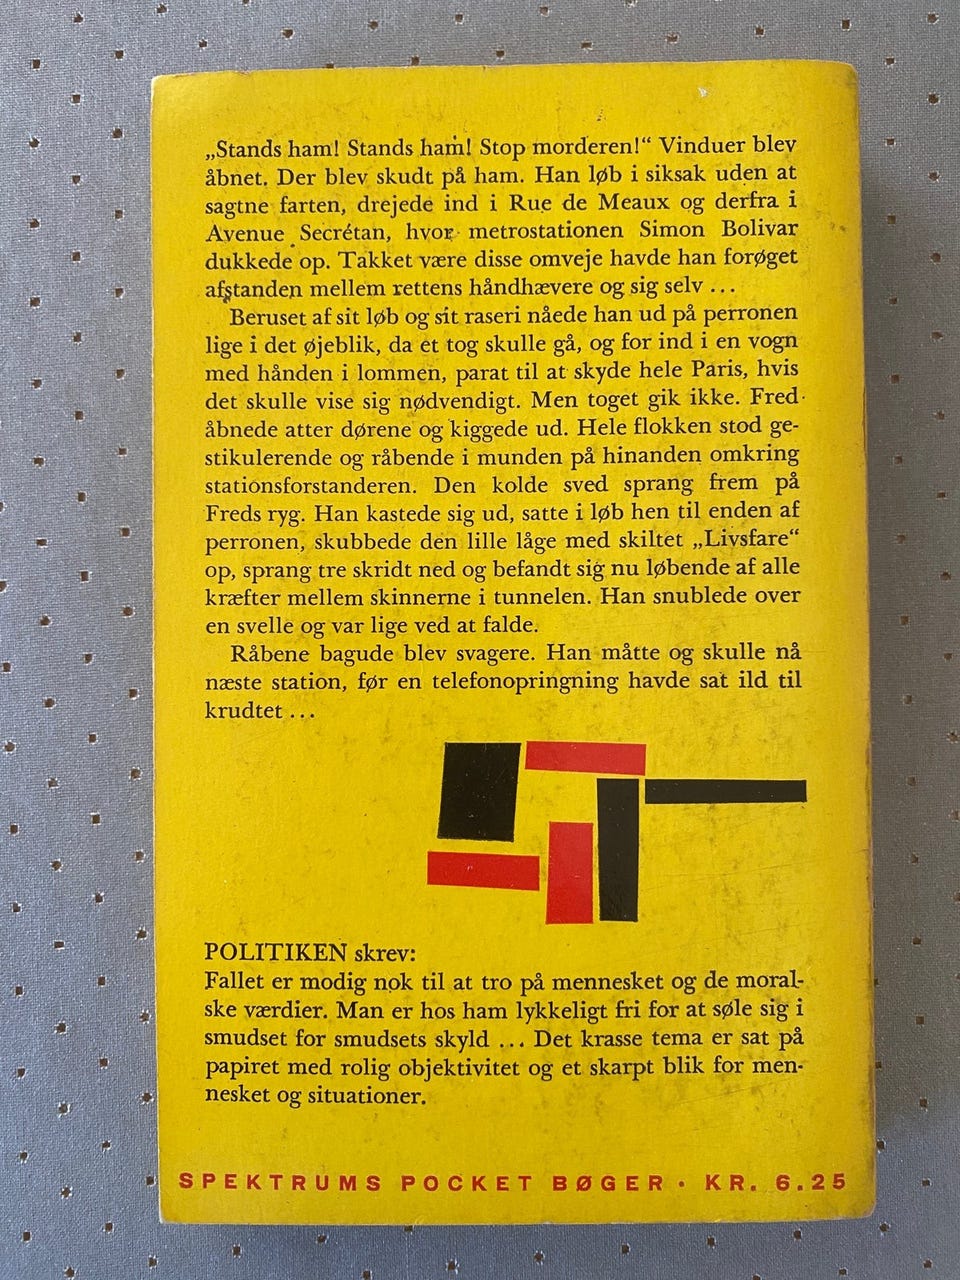 „Stands ham! Stands ham! Stop morderen!“ Vinduer blev
åbnet. Der blev skudt på ham. Han løb i siksak uden at
sagtne farten, drejede ind i Rue de Meaux og derfra i
Avenue Secrétan, hvor metrostationen Simon Bolivar
dukkede op. Takket være disse omveje havde han forøget
afstanden mellem rettens håndhævere og sig selv ...
Beruset af sit løb og sit raseri nåede han ud på perronen
lige i det øjeblik, da et tog skulle gå, og for ind i en vogn
med hånden i lommen, parat til at skyde hele Paris, hvis
det skulle vise sig nødvendigt. Men toget gik ikke. Fred
åbnede atter dørene og kiggede ud. Hele flokken stod ge-
stikulerende og råbende i munden på hinanden omkring
stationsforstanderen. Den kolde sved sprang frem på
Freds ryg. Han kastede sig ud, satte i løb hen til enden af
perronen, skubbede den lille låge med skiltet „Livsfare“
op, sprang tre skridt ned og befandt sig nu løbende af alle
kræfter mellem skinnerne i tunnelen. Han snublede over
en svelle og var lige ved at falde.
Råbene bagude blev svagere. Han måtte og skulle nå
næste station, før en telefonopringning havde sat ild til
krudtet ...
POLITIKEN skrev:
Fallet er modig nok til at tro på mennesket og de moral-
ske værdier. Man er hos ham lykkeligt fri for at søle sig i
smudset for smudsets skyld ... Det krasse tema er sat på
papiret med rolig objektivitet og et skarpt blik for men-
nesket og situationer.
SPEKTRUMS POCKET BØGER · KR. 6.25